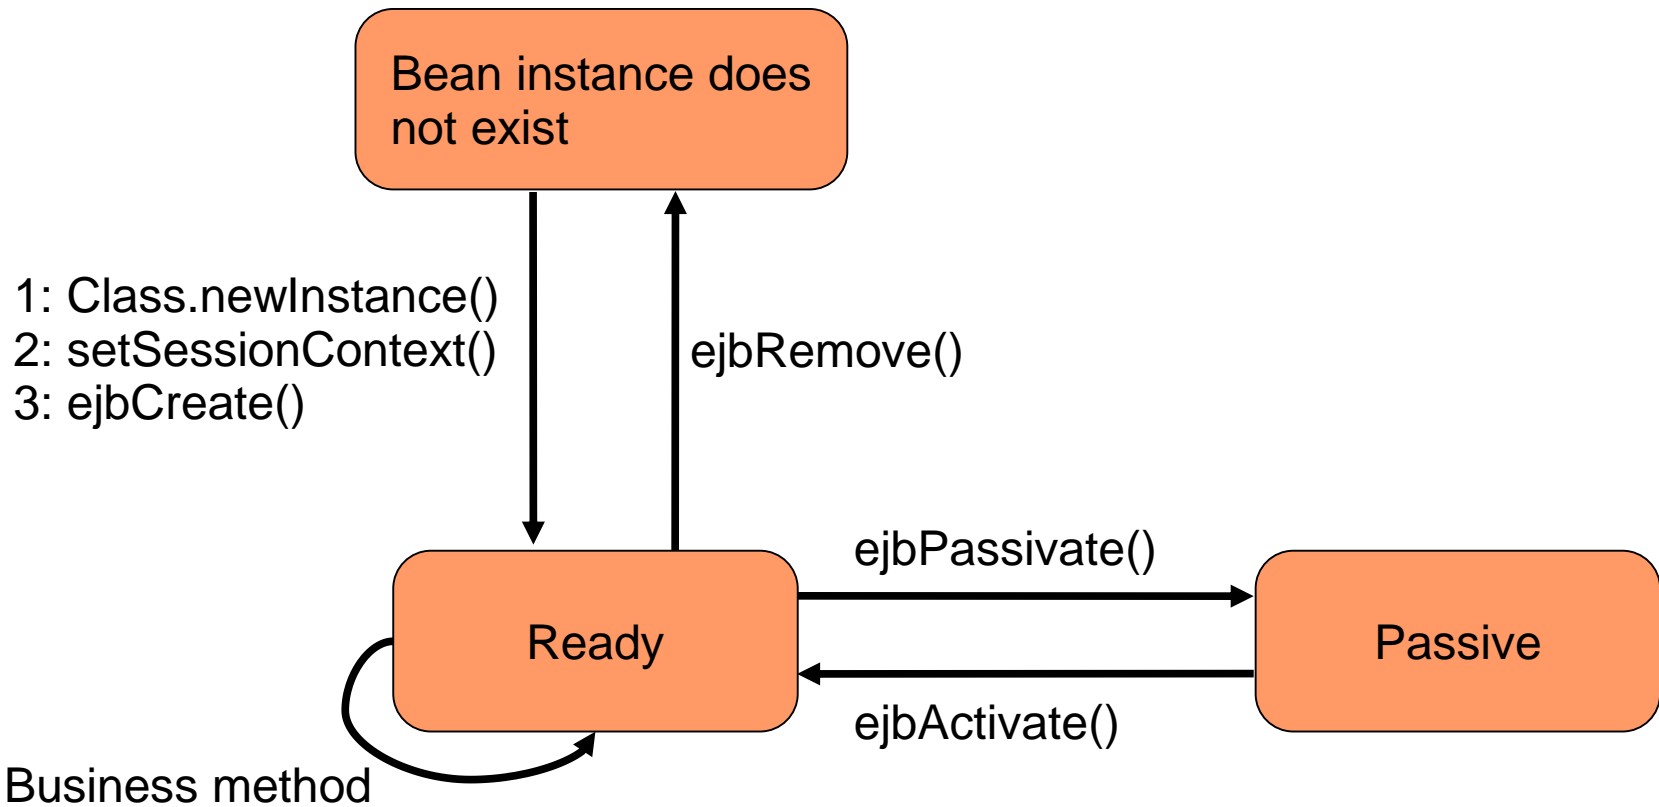 Bean instance does
not exist
1: Class.newInstance()
2: setSessionContext()
3: ejbCreate()
ejbRemove()
ejbPassivate()
Ready
Passive
ejbActivate()
Business method